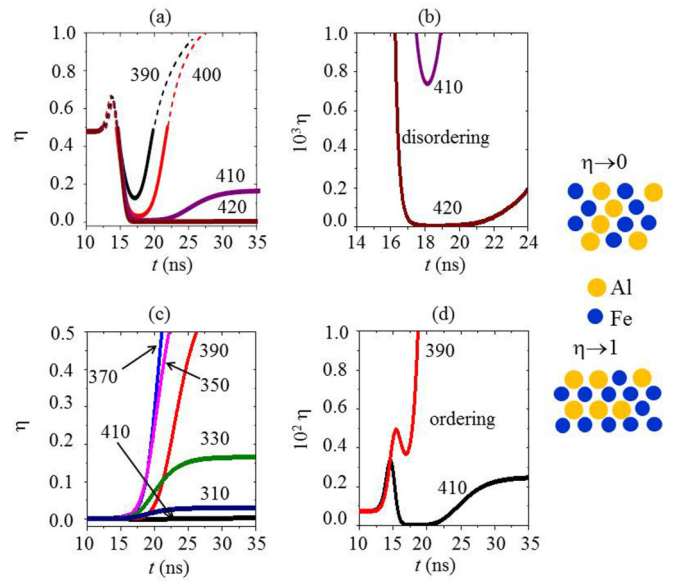 (a)
1.0
0.8
0.6
0.4
0.2
0.0
η
390
400
410
420
10 15 20 25 30 35
t (ns)
(b)
1.0
0.8
0.6
0.4
0.2
0
10³ η
410
disordering
420
14 16 18 20 22 24
t (ns)
η→0
Al
Fe
η→1
(c)
0.5
0.4
0.3
0.2
0.1
0.0
η
390
370
350
410
330
310
10 15 20 25 30 35
t (ns)
(d)
1.0
0.8
0.6
0.4
0.2
0
10² η
390
ordering
410
10 15 20 25 30 35
t (ns)